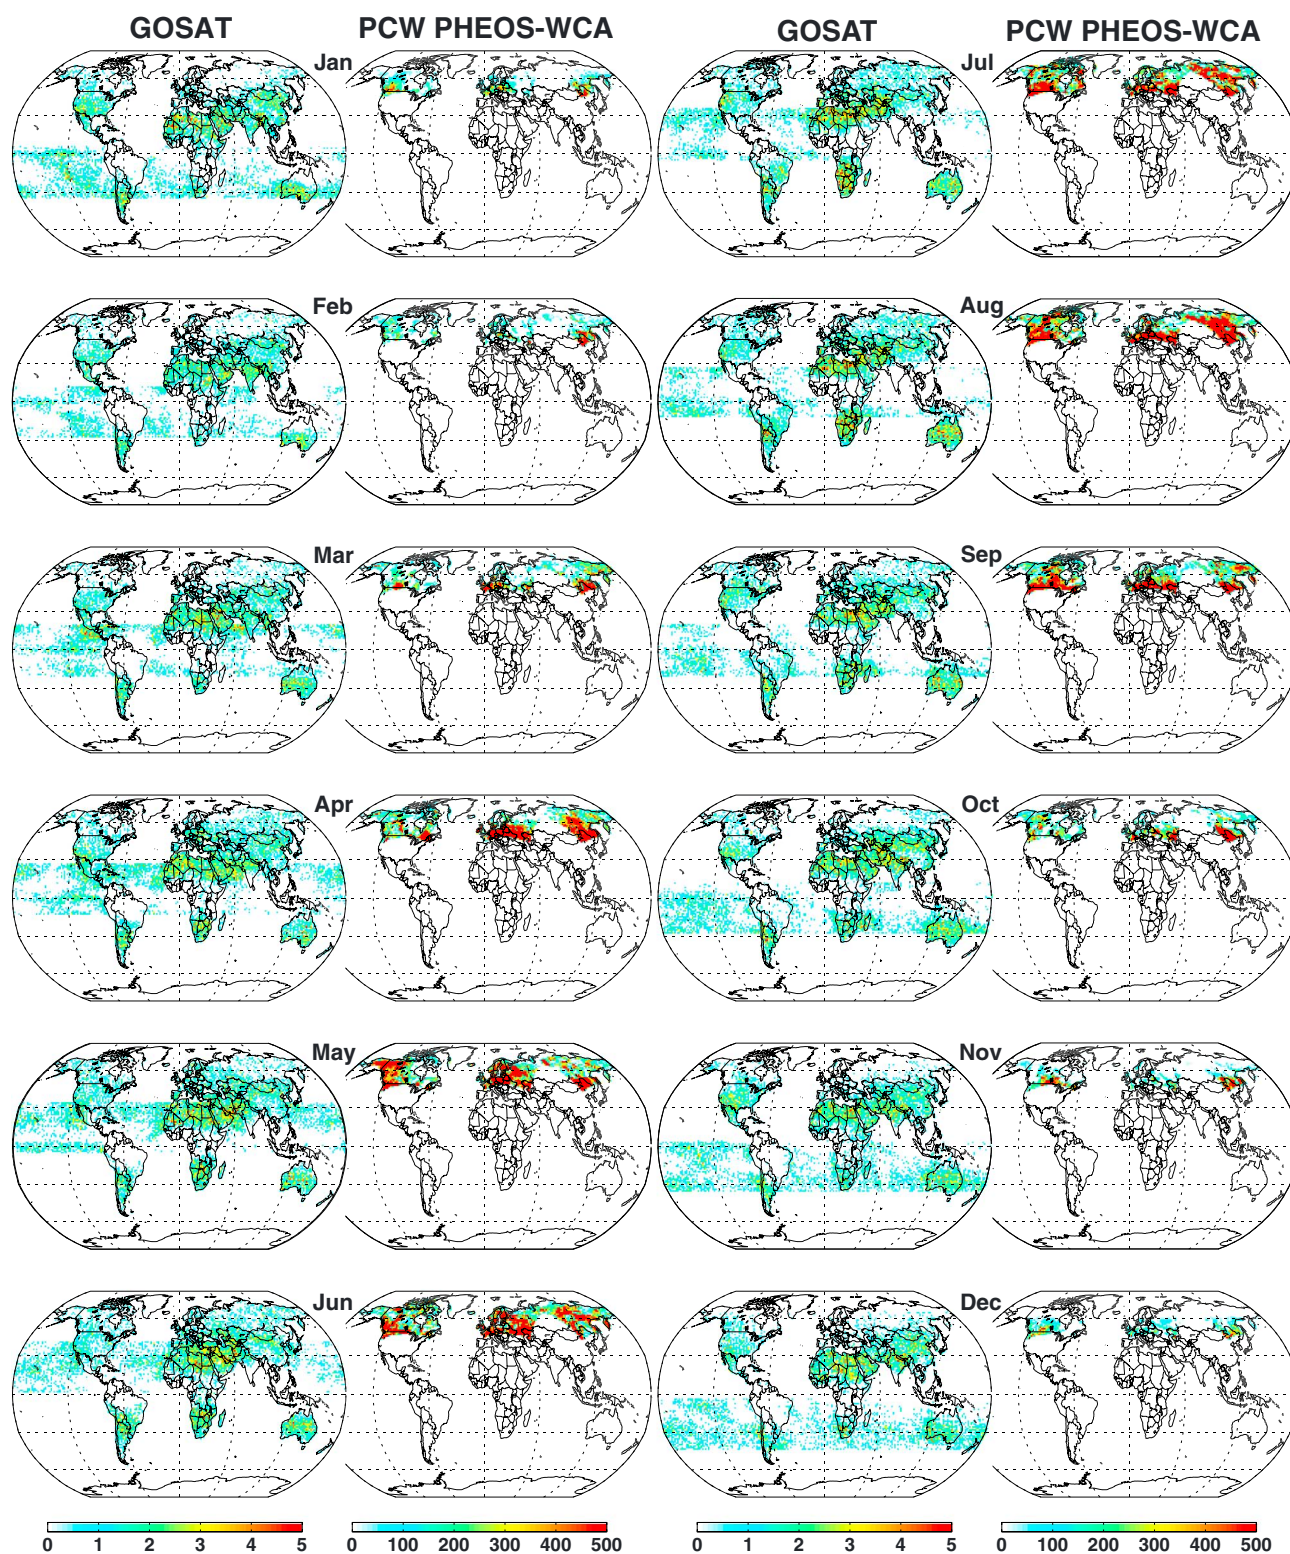 GOSAT PCW PHEOS-WCA GOSAT PCW PHEOS-WCA
Jan Jul
Feb Aug
Mar Sep
Apr Oct
May Nov
Jun Dec
0 1 2 3 4 5 0 100 200 300 400 500 0 1 2 3 4 5 0 100 200 300 400 500